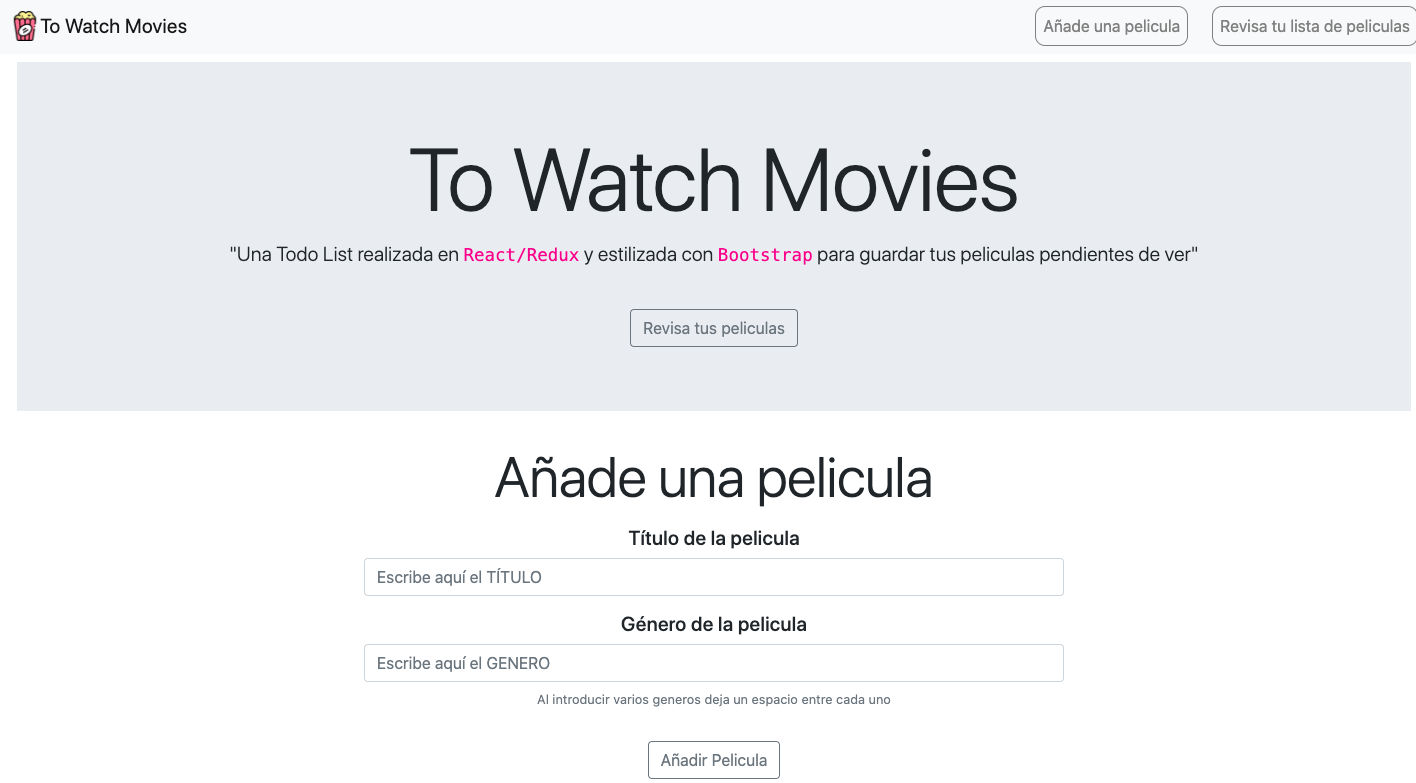 To Watch Movies
Añade una pelicula
Revisa tu lista de peliculas
To Watch Movies
"Una Todo List realizada en React/Redux y estilizada con Bootstrap para guardar tus peliculas pendientes de ver"
Revisa tus peliculas
Añade una pelicula
Título de la pelicula
Escribe aquí el TÍTULO
Género de la pelicula
Escribe aquí el GENERO
Al introducir varios generos deja un espacio entre cada uno
Añadir Pelicula